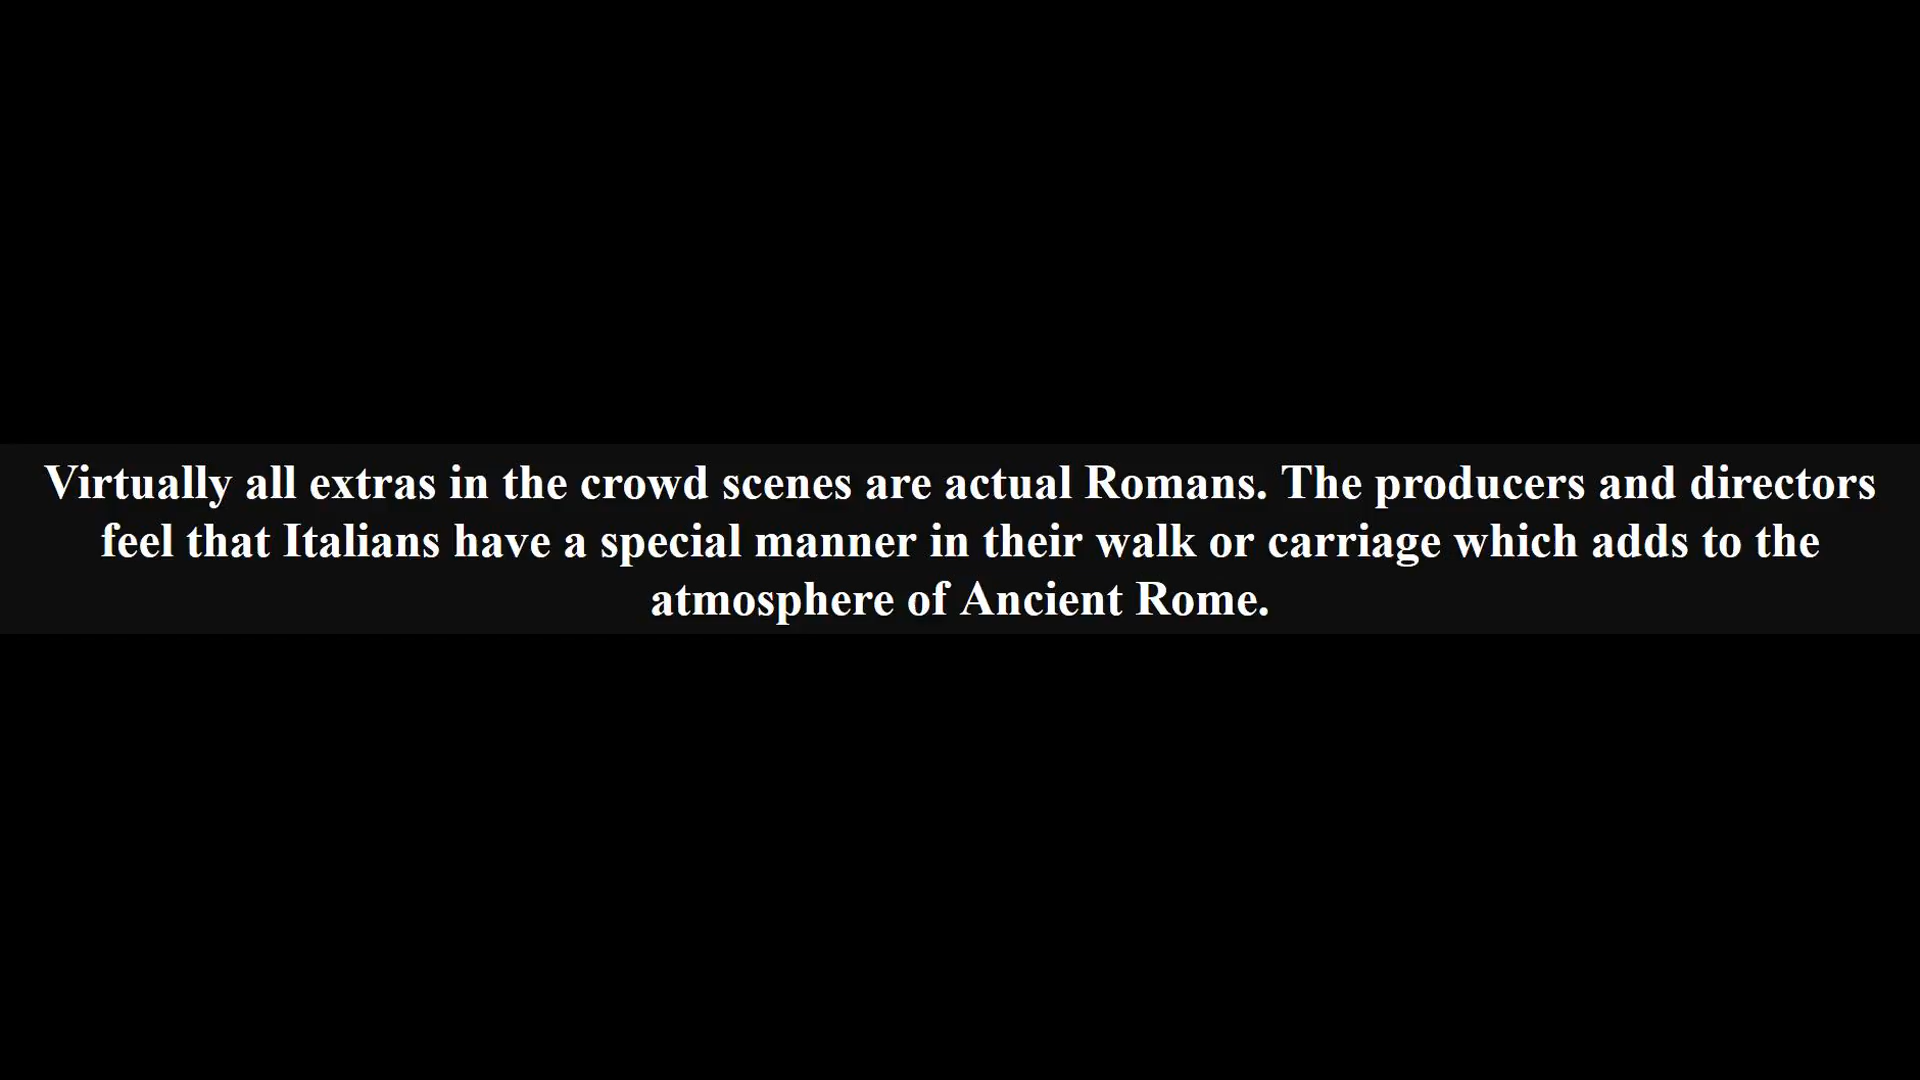 Virtually all extras in the crowd scenes are actual Romans. The producers and directors
feel that Italians have a special manner in their walk or carriage which adds to the
atmosphere of Ancient Rome.